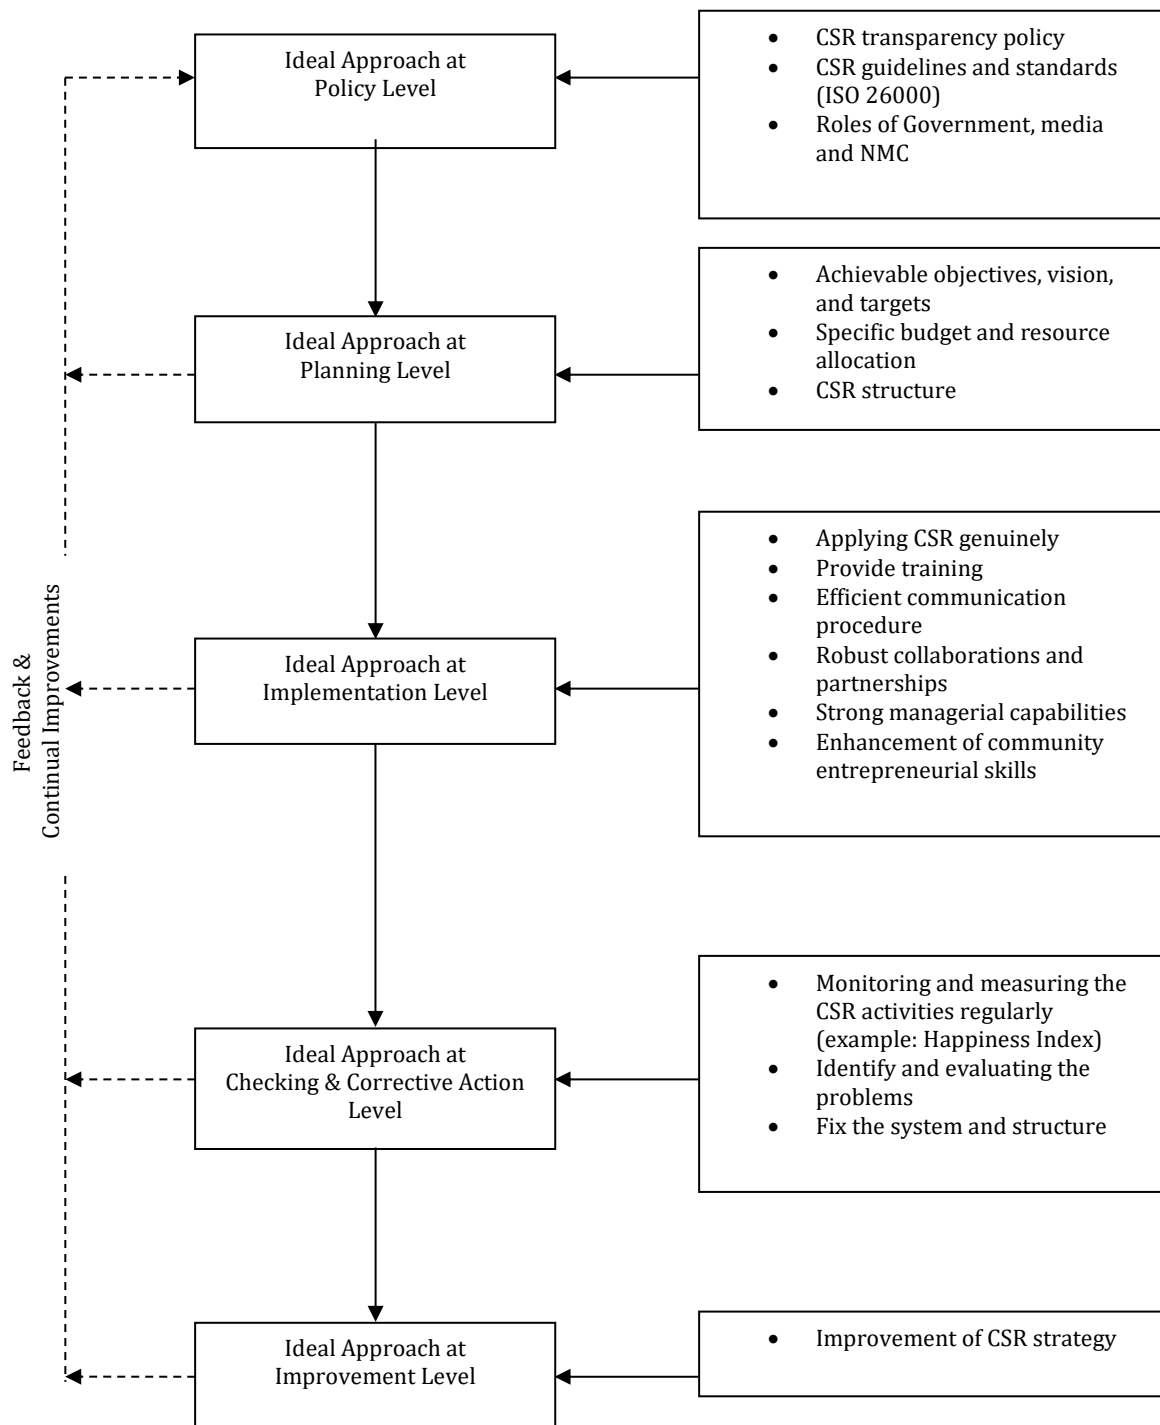 Ideal Approach at
Policy Level
• CSR transparency policy
• CSR guidelines and standards
(ISO 26000)
• Roles of Government, media
and NMC
Ideal Approach at
Planning Level
• Achievable objectives, vision,
and targets
• Specific budget and resource
allocation
• CSR structure
Feedback &
Continual Improvements
Ideal Approach at
Implementation Level
• Applying CSR genuinely
• Provide training
• Efficient communication
procedure
• Robust collaborations and
partnerships
• Strong managerial capabilities
• Enhancement of community
entrepreneurial skills
Ideal Approach at
Checking & Corrective Action
Level
• Monitoring and measuring the
CSR activities regularly
(example: Happiness Index)
• Identify and evaluating the
problems
• Fix the system and structure
Ideal Approach at
Improvement Level
• Improvement of CSR strategy